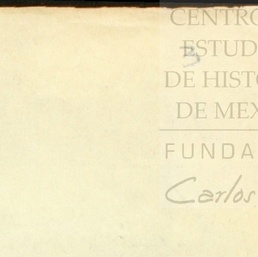 CENTRO
ESTUD
DE HISTO
DE MEX
FUNDA
Carlos